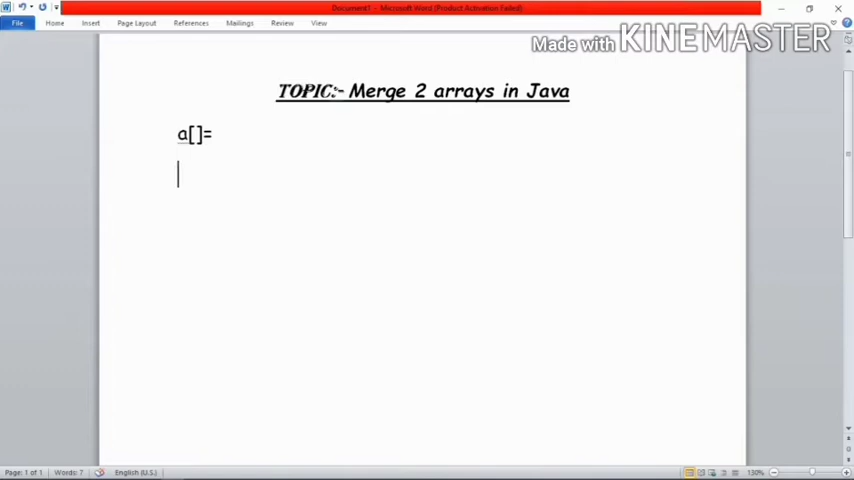 Document1 - Microsoft Word (Product Activation Failed)
File Home Insert Page Layout References Mailings Review View
Made with KINEMASTER
TOPIC:- Merge 2 arrays in Java
a[]=
Page: 1 of 1 Words: 7 English (U.S.) 130%